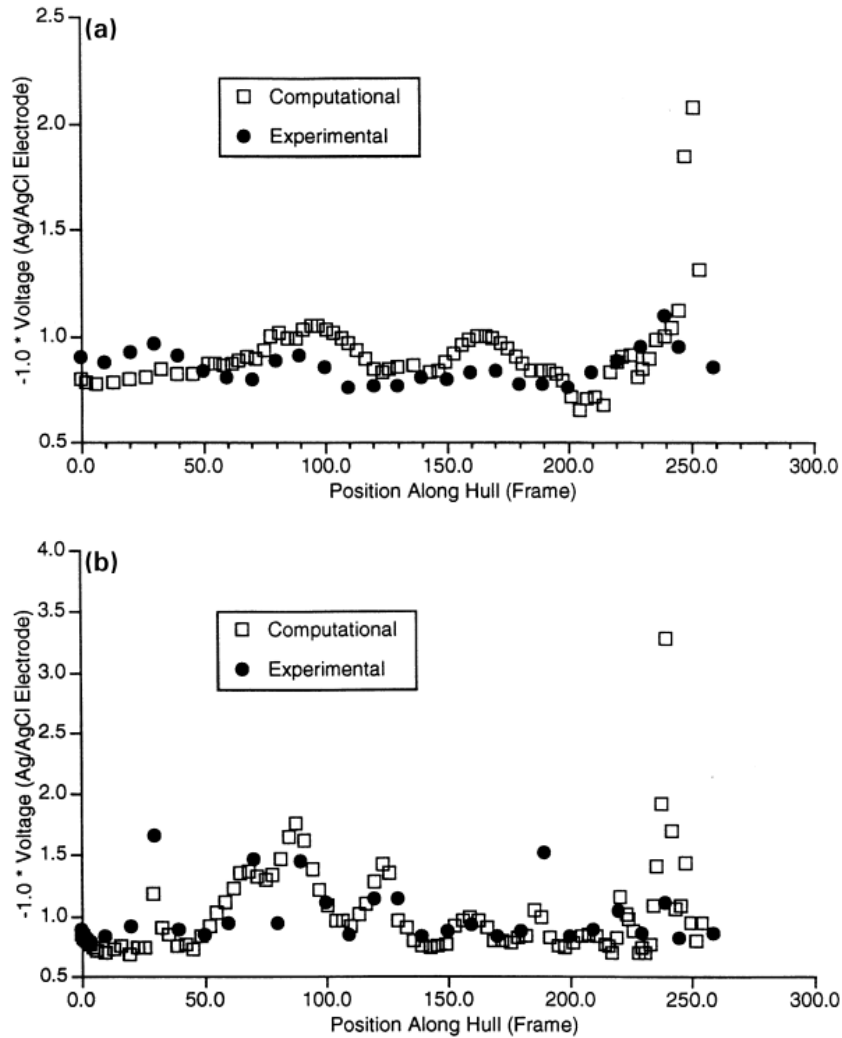 (a)
2.5
2.0
1.5
1.0
0.5
-1.0 * Voltage (Ag/AgCl Electrode)
Computational
Experimental
0.0 50.0 100.0 150.0 200.0 250.0 300.0
Position Along Hull (Frame)
(b)
4.0
3.5
3.0
2.0
1.5
1.0
0.5
-1.0 * Voltage (Ag/AgCl Electrode)
Computational
Experimental
0.0 50.0 100.0 150.0 200.0 250.0 300.0
Position Along Hull (Frame)